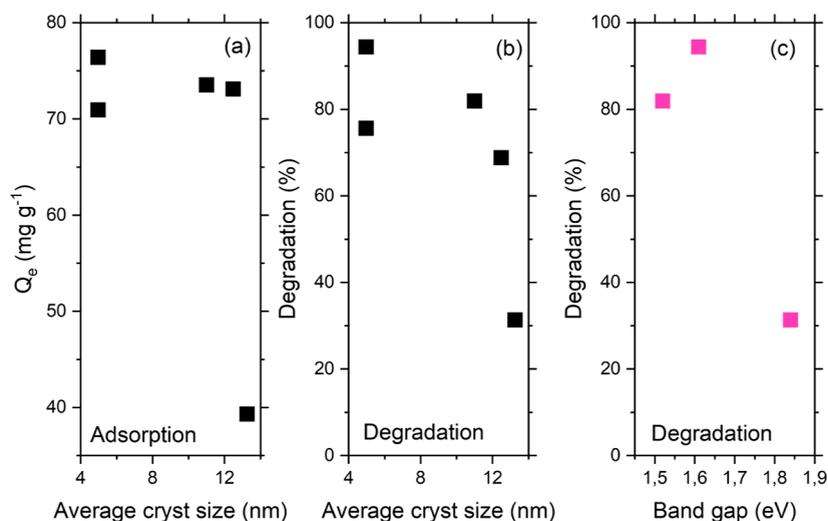 80
70
60
50
40
4
8
12
Q_e (mg g^-1)
(a)
Adsorption
Average cryst size (nm)
100
80
60
40
20
0
4
8
12
Degradation (%)
(b)
Degradation
Average cryst size (nm)
100
80
60
40
20
0
1,5
1,6
1,7
1,8
1,9
Degradation (%)
(c)
Degradation
Band gap (eV)